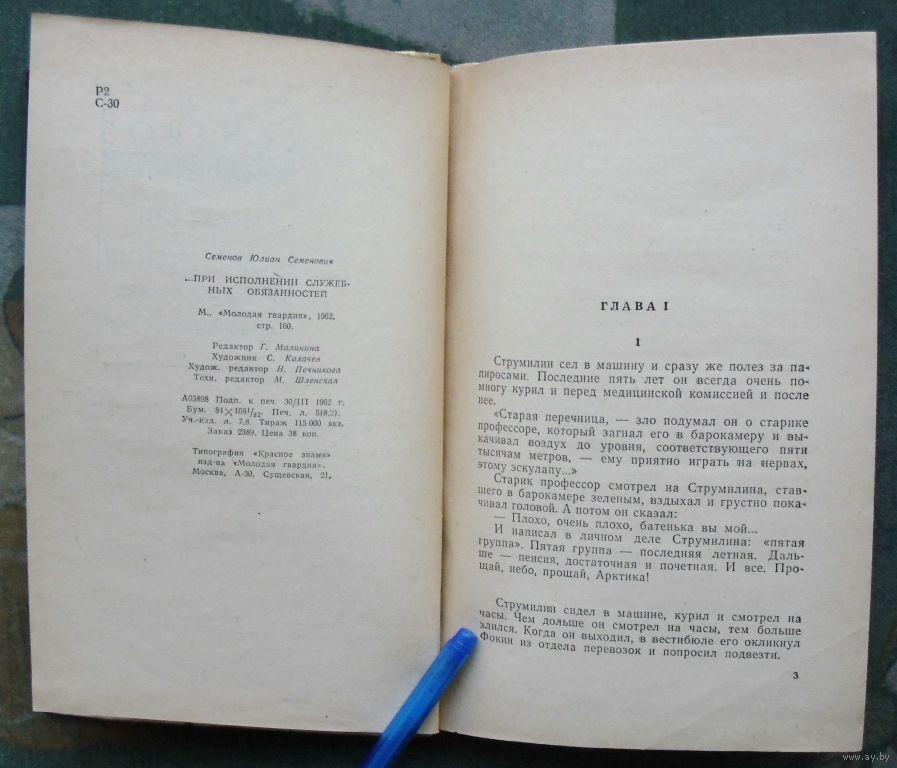 Р2
С-30
Семенов Юлиан Семенович
...ПРИ ИСПОЛНЕНИИ СЛУЖЕБ-
НЫХ ОБЯЗАННОСТЕЙ
М., «Молодая гвардия», 1962,
стр. 160.
Редактор Г. Малинина
Художник С. Калачев
Худож. редактор Н. Печникова
Техн. редактор М. Шленская
А03898 Подп. к печ. 30/III 1962 г.
Бум. 84×108¹/₃₂. Печ. л. 5(8,2).
Уч.-изд. л. 7,8. Тираж 115 000 экз.
Заказ 2389. Цена 38 коп.
Типография «Красное знамя»
изд-ва «Молодая гвардия».
Москва, А-30, Сущевская, 21.
ГЛАВА I
1
Струмилин сел в машину и сразу же полез за па-
пиросами. Последние пять лет он всегда очень по-
многу курил и перед медицинской комиссией и после
нее.
«Старая перечница, — зло подумал он о старике
профессоре, который загнал его в барокамеру и вы-
качивал воздух до уровня, соответствующего пяти
тысячам метров, — ему приятно играть на нервах,
этому эскулапу...»
Старик профессор смотрел на Струмилина, став-
шего в барокамере зеленым, вздыхал и грустно пока-
чивал головой. А потом он сказал:
— Плохо, очень плохо, батенька вы мой...
И написал в личном деле Струмилина: «пятая
группа». Пятая группа — последняя летная. Даль-
ше — пенсия, достаточная и почетная. И все. Про-
щай, небо, прощай, Арктика!
Струмилин сидел в машине, курил и смотрел на
часы. Чем дольше он смотрел на часы, тем больше
злился. Когда он выходил, в вестибюле его окликнул
Фокин из отдела перевозок и попросил подвезти.
3
www.ay.by